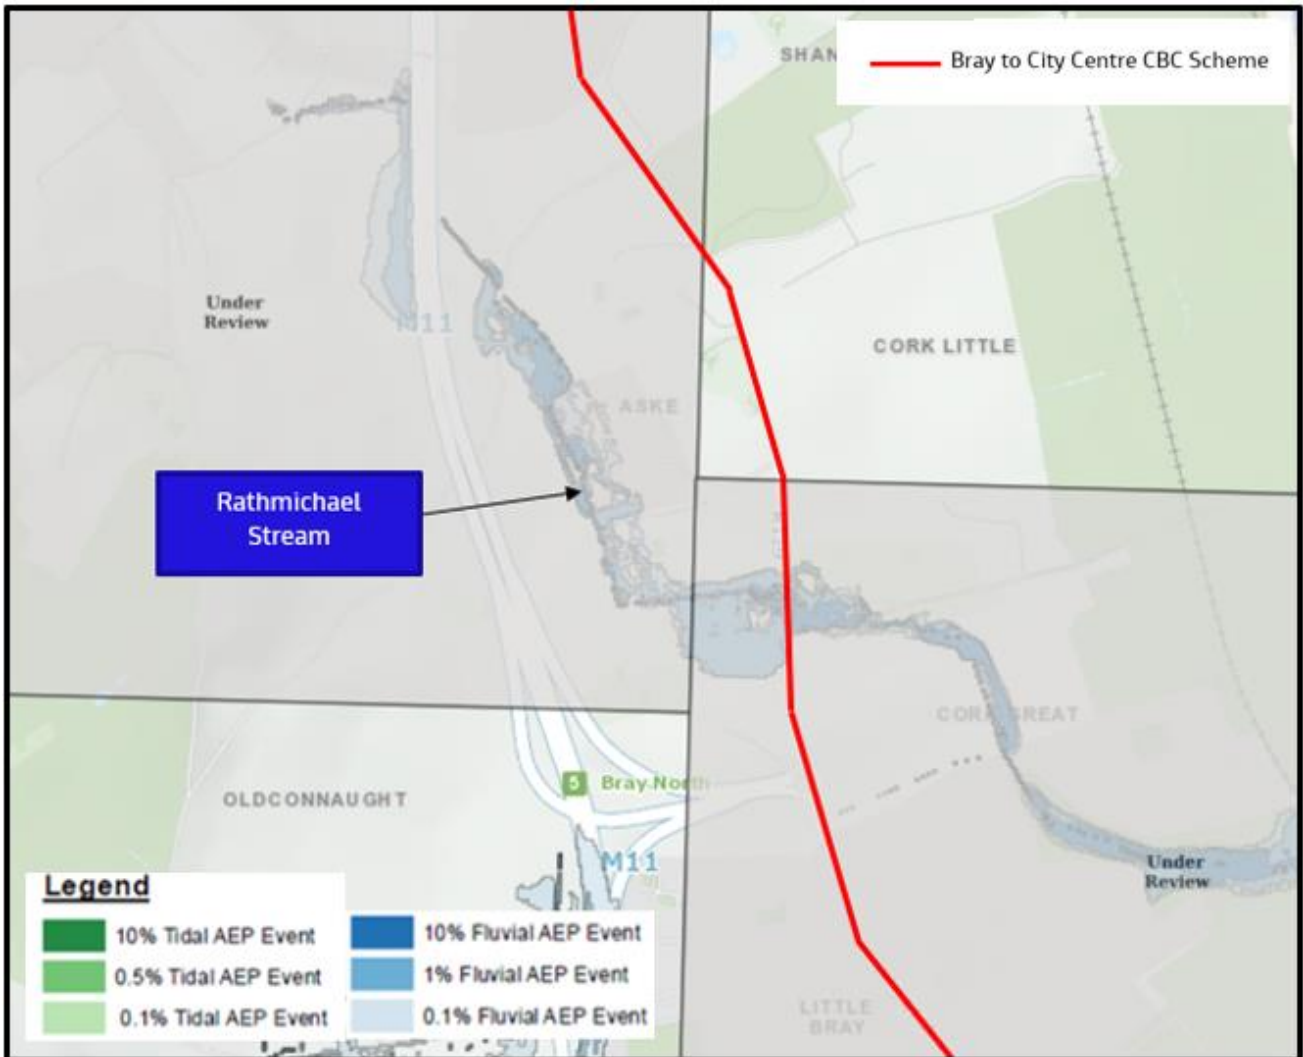 SHAN
Bray to City Centre CBC Scheme
Under
Review
M11
CORK LITTLE
ASKE
Rathmichael
Stream
CORK GREAT
5 Bray North
OLDCONNAUGHT
M11
Under
Review
Legend
10% Tidal AEP Event
0.5% Tidal AEP Event
0.1% Tidal AEP Event
10% Fluvial AEP Event
1% Fluvial AEP Event
0.1% Fluvial AEP Event
LITTLE
BRAY